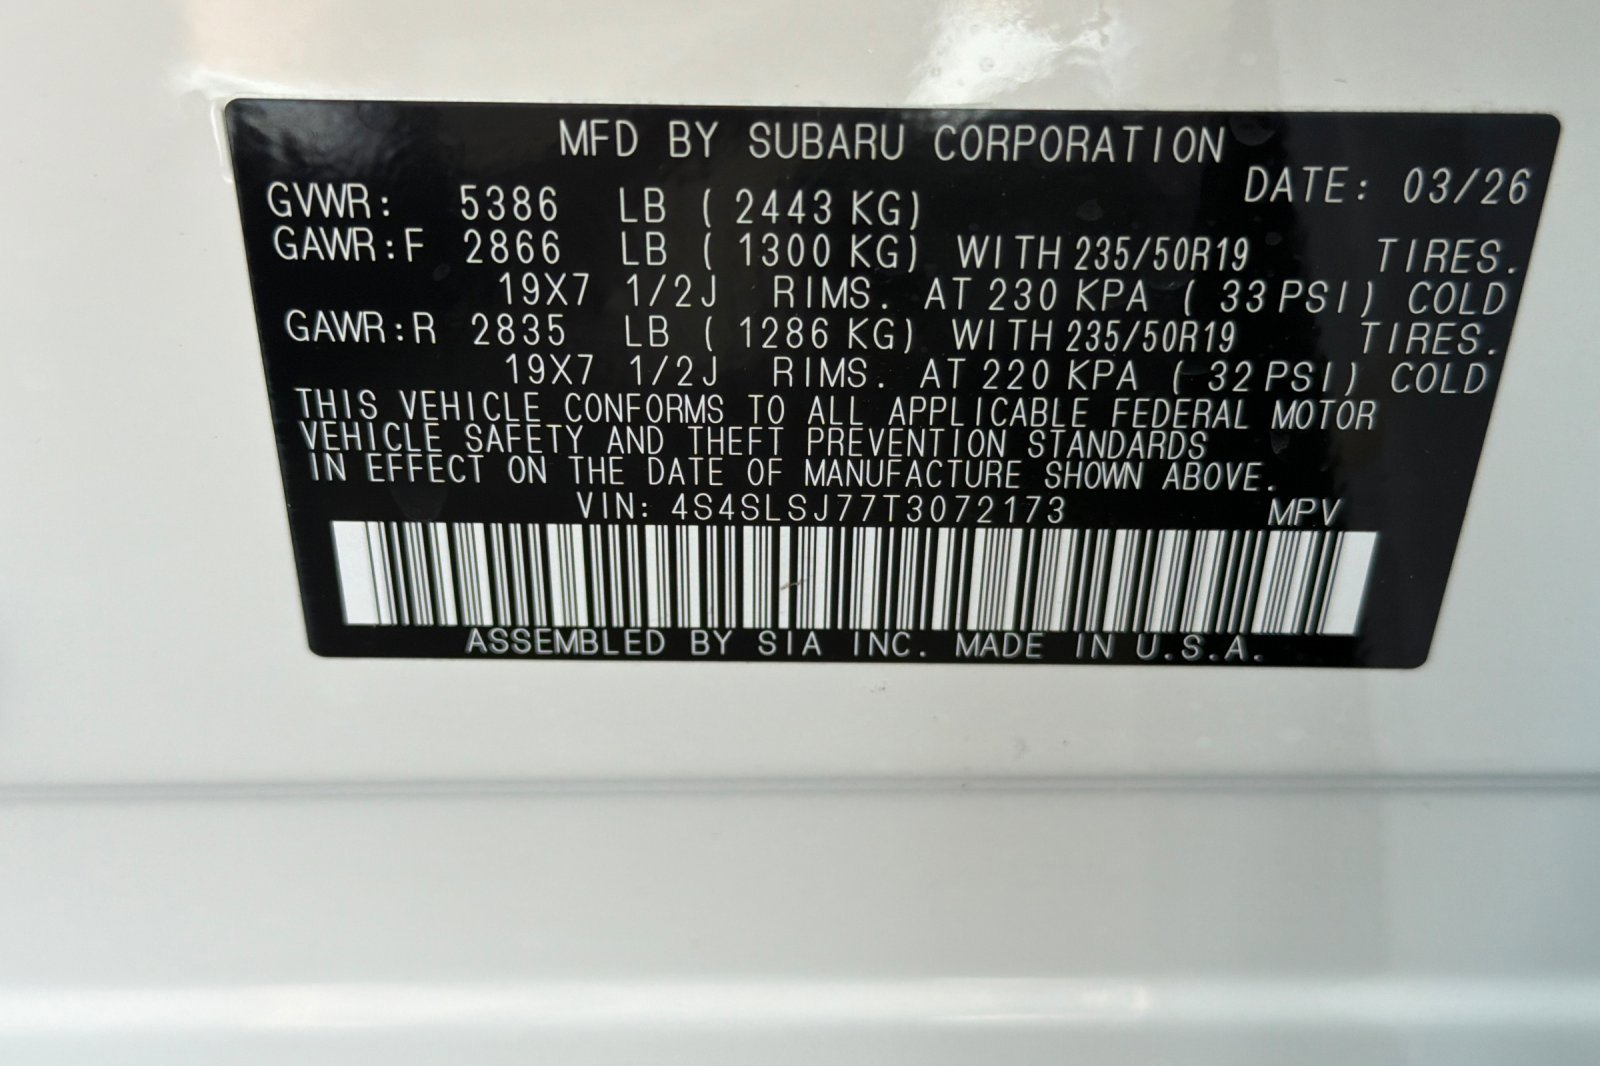 MFD BY SUBARU CORPORATION
DATE: 03/26
GVWR: 5386 LB ( 2443 KG)
GAWR:F 2866 LB ( 1300 KG) WITH 235/50R19 TIRES.
19X7 1/2J RIMS. AT 230 KPA ( 33 PSI) COLD
GAWR:R 2835 LB ( 1286 KG) WITH 235/50R19 TIRES.
19X7 1/2J RIMS. AT 220 KPA ( 32 PSI) COLD
THIS VEHICLE CONFORMS TO ALL APPLICABLE FEDERAL MOTOR
VEHICLE SAFETY AND THEFT PREVENTION STANDARDS
IN EFFECT ON THE DATE OF MANUFACTURE SHOWN ABOVE.
VIN: 4S4SLSJ77T3072173 MPV
ASSEMBLED BY SIA INC. MADE IN U.S.A.